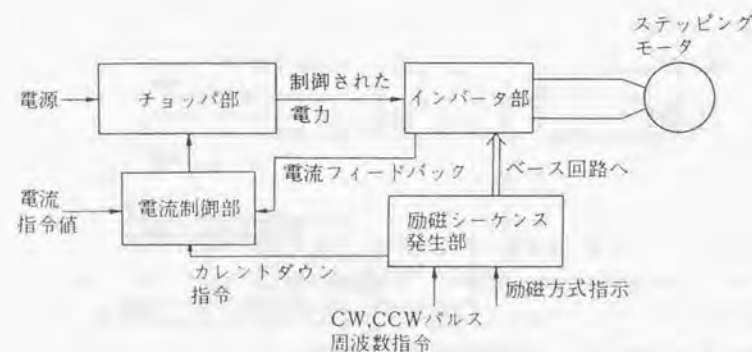 ステッピング
モータ
電源
チョッパ部
制御された
電力
インバータ部
電流フィードバック
ベース回路へ
電流
指令値
電流制御部
励磁シーケンス
発生部
カレントダウン
指令
励磁方式指示
CW,CCWパルス
周波数指令